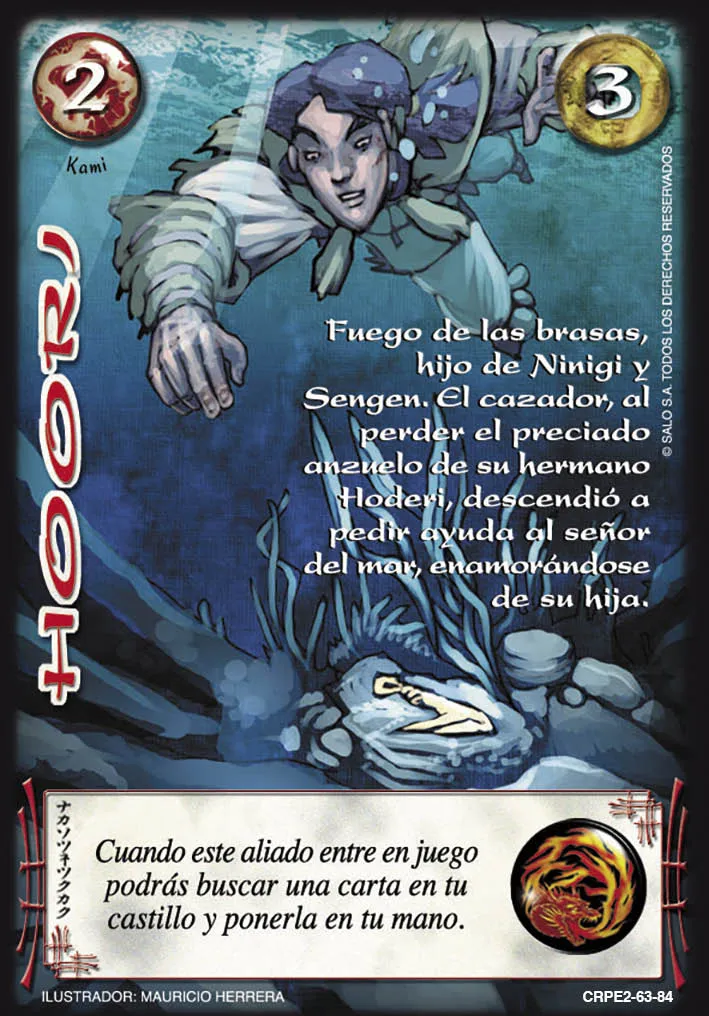 2
3
Kami
HOORI
Fuego de las brasas,
hijo de Ninigi y
Sengen. El cazador, al
perder el preciado
anzuelo de su hermano
Hoderi, descendió a
pedir ayuda al señor
del mar, enamorándose
de su hija.
© SALO S.A. TODOS LOS DERECHOS RESERVADOS
ナカソツネツクカク
Cuando este aliado entre en juego
podrás buscar una carta en tu
castillo y ponerla en tu mano.
ILUSTRADOR: MAURICIO HERRERA
CRPE2-63-84